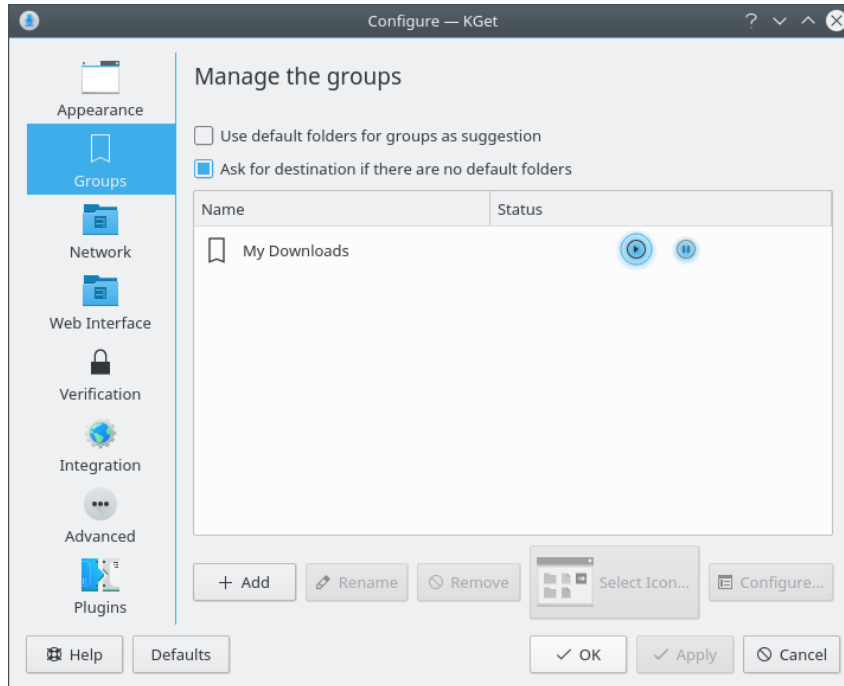 Configure — KGet
Appearance
Groups
Network
Web Interface
Verification
Integration
Advanced
Plugins
Manage the groups
Use default folders for groups as suggestion
Ask for destination if there are no default folders
Name Status
My Downloads
Add Rename Remove Select Icon... Configure...
Help Defaults OK Apply Cancel